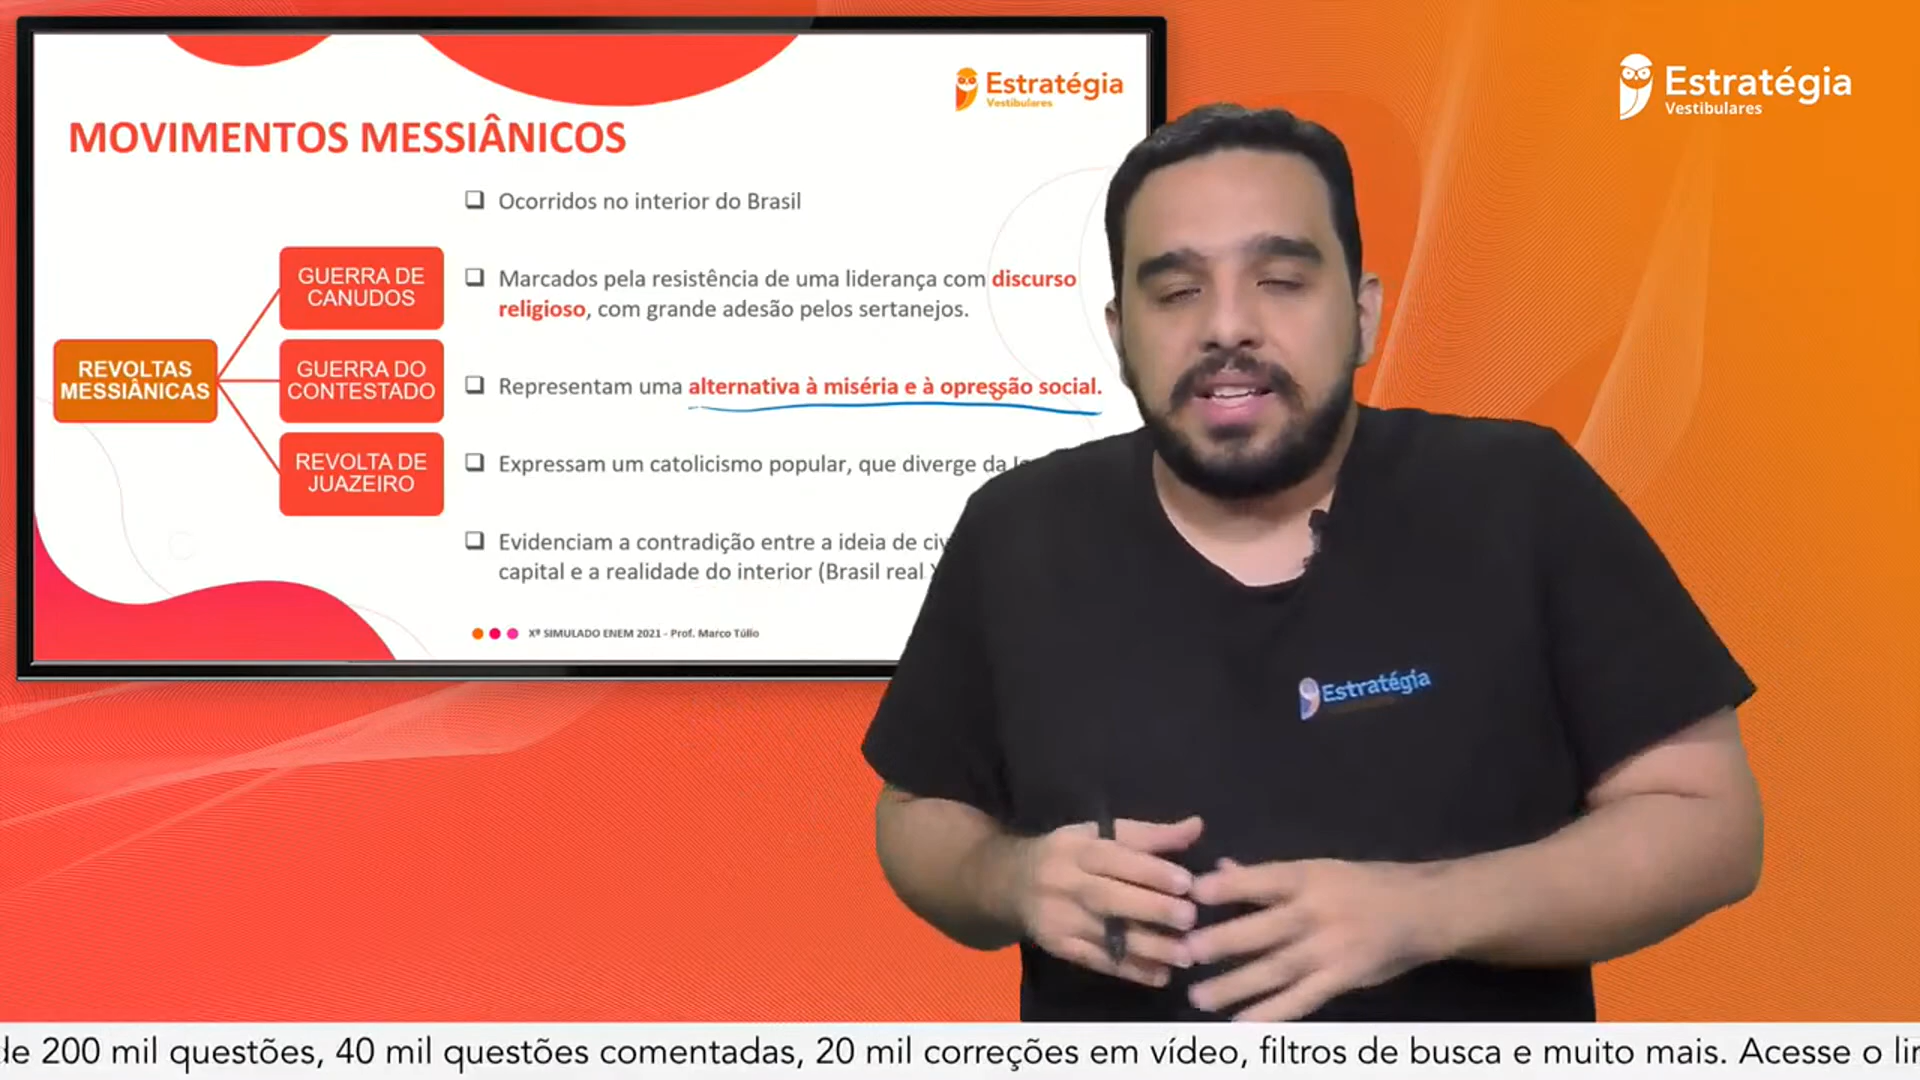 Estratégia
Vestibulares
Estratégia
Vestibulares
MOVIMENTOS MESSIÂNICOS
REVOLTAS
MESSIÂNICAS
GUERRA DE
CANUDOS
GUERRA DO
CONTESTADO
REVOLTA DE
JUAZEIRO
❑ Ocorridos no interior do Brasil
❑ Marcados pela resistência de uma liderança com discurso
religioso, com grande adesão pelos sertanejos.
❑ Representam uma alternativa à miséria e à opressão social.
❑ Expressam um catolicismo popular, que diverge da
❑ Evidenciam a contradição entre a ideia de
capital e a realidade do interior (Brasil real
Xº SIMULADO ENEM 2021 - Prof. Marco Túlio
Estratégia
de 200 mil questões, 40 mil questões comentadas, 20 mil correções em vídeo, filtros de busca e muito mais. Acesse o